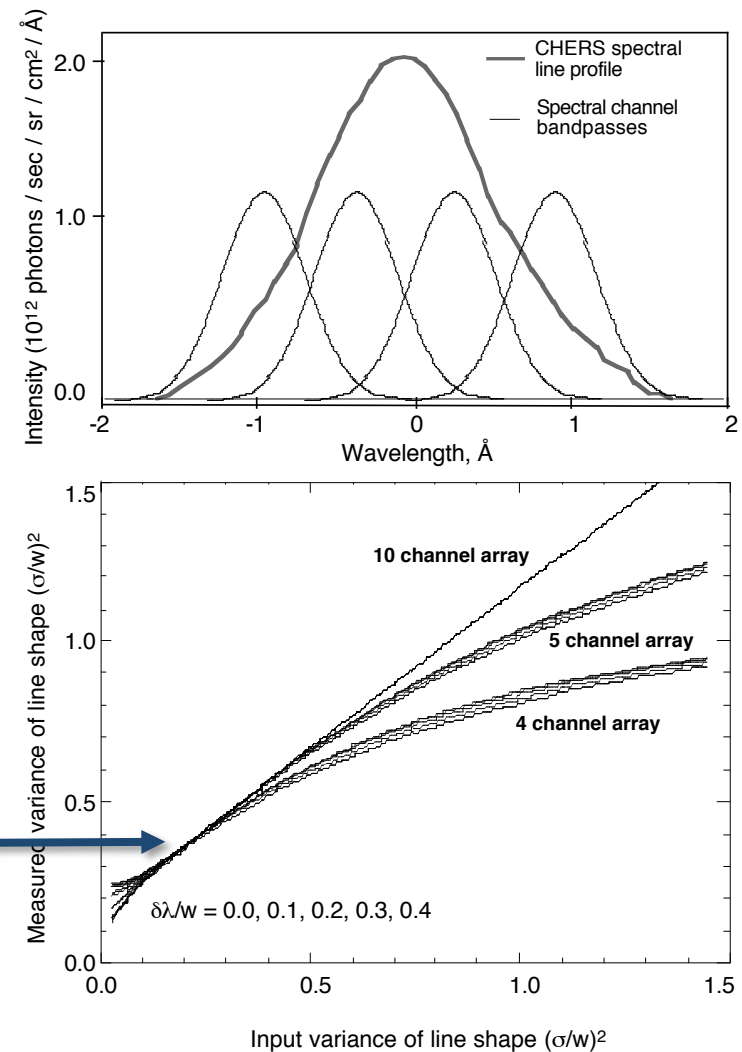 Intensity (10¹² photons / sec / sr / cm² / Å)
2.0
1.0
0.0
CHERS spectral
line profile
Spectral channel
bandpasses
-2
-1
0
1
2
Wavelength, Å
Measured variance of line shape (σ/w)²
1.5
1.0
0.5
0.0
10 channel array
5 channel array
4 channel array
δλ/w = 0.0, 0.1, 0.2, 0.3, 0.4
0.0
0.5
1.0
1.5
Input variance of line shape (σ/w)²